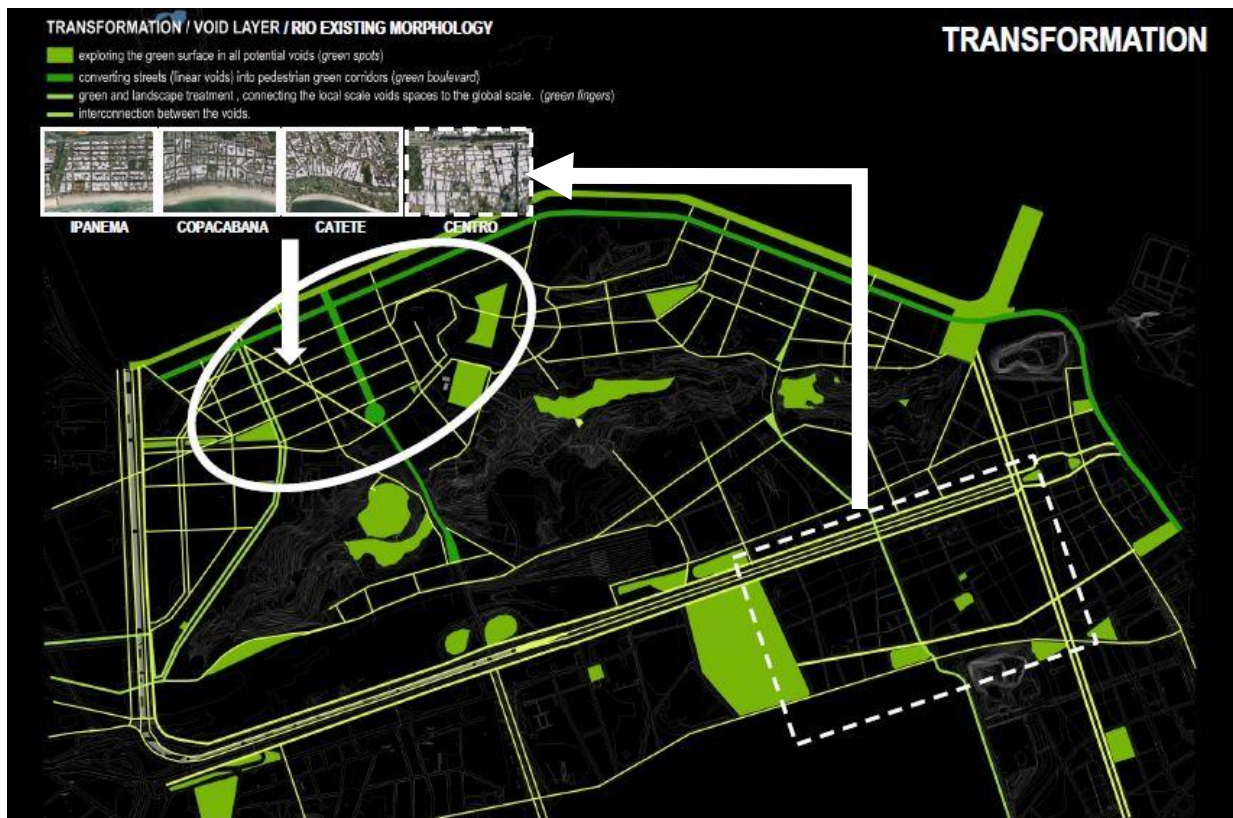 TRANSFORMATION / VOID LAYER / RIO EXISTING MORPHOLOGY
TRANSFORMATION
exploring the green surface in all potential voids (green spots)
converting streets (linear voids) into pedestrian green corridors (green boulevard)
green and landscape treatment , connecting the local scale voids spaces to the global scale. (green fingers)
interconnection between the voids.
IPANEMA COPACABANA CATETE CENTRO